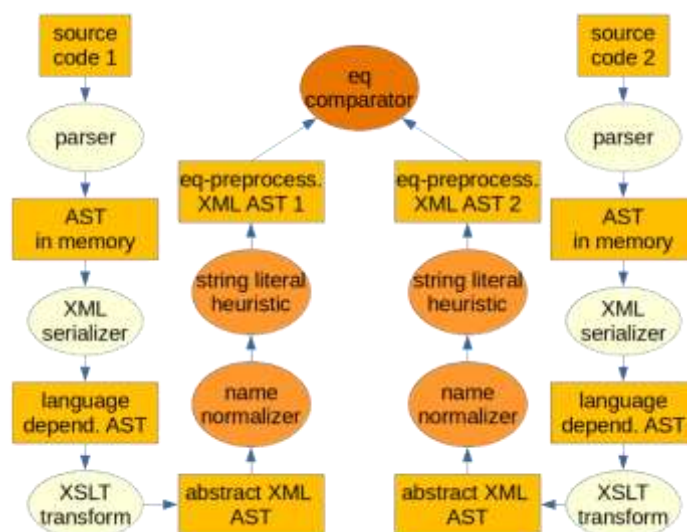 source
code 1
parser
AST
in memory
XML
serializer
language
depend. AST
XSLT
transform
abstract XML
AST
name
normalizer
string literal
heuristic
eq-preprocess.
XML AST 1
eq
comparator
eq-preprocess.
XML AST 2
string literal
heuristic
name
normalizer
abstract XML
AST
source
code 2
parser
AST
in memory
XML
serializer
language
depend. AST
XSLT
transform